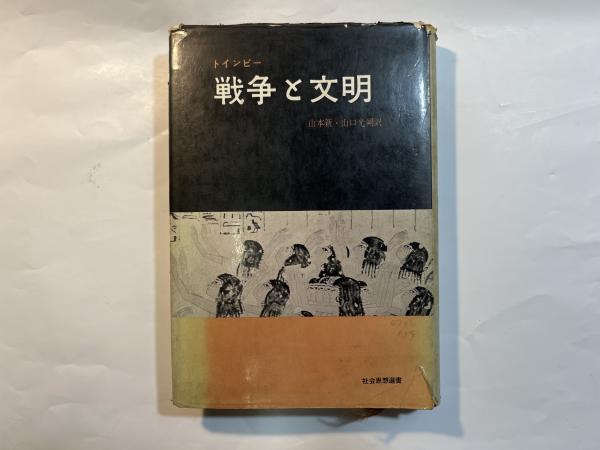 トインビー
戦争と文明
山本新・山口光朔訳
社会思想選書